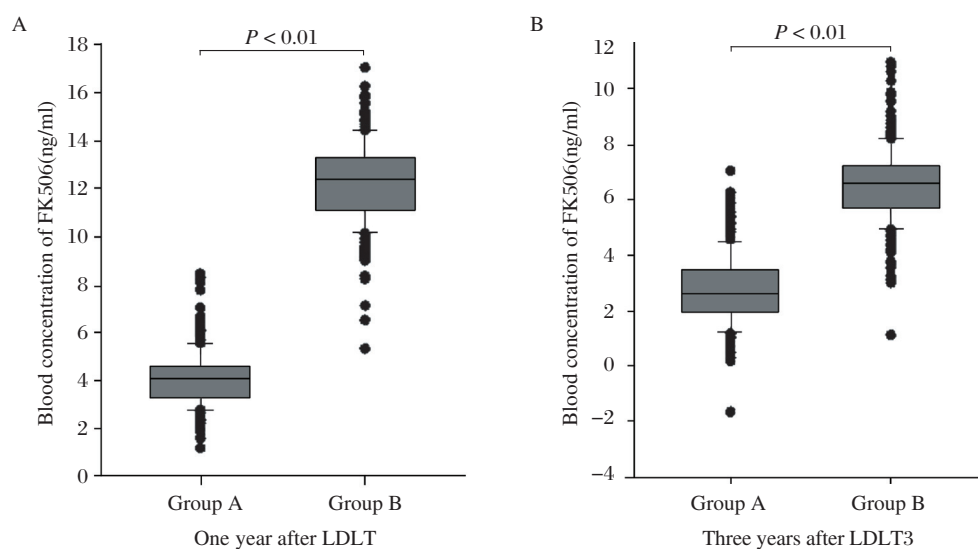 A
Blood concentration of FK506(ng/ml)
18
16
14
12
10
8
6
4
2
0
P < 0.01
Group A Group B
One year after LDLT
B
Blood concentration of FK506(ng/ml)
12
10
8
6
4
2
0
−2
−4
P < 0.01
Group A Group B
Three years after LDLT3